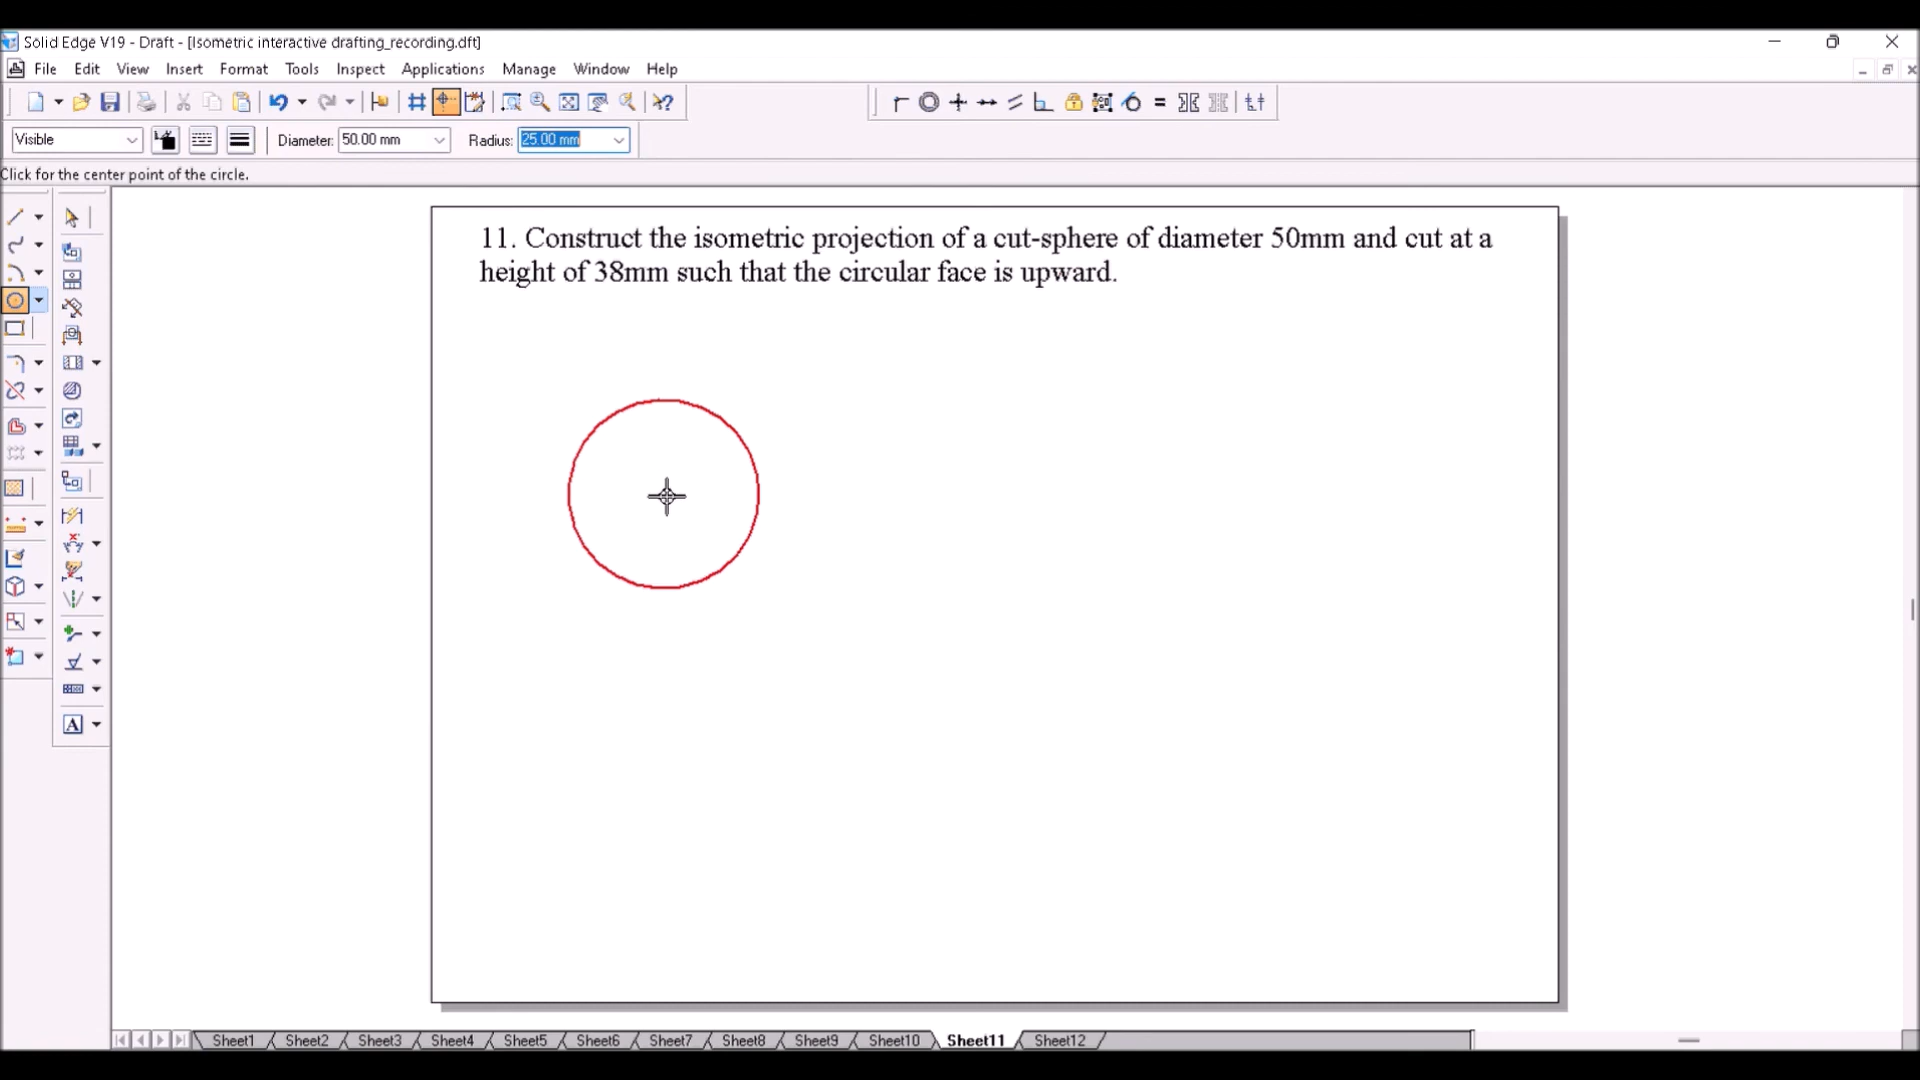 Solid Edge V19 - Draft - [Isometric interactive drafting_recording.dft]
File Edit View Insert Format Tools Inspect Applications Manage Window Help
Visible Diameter: 50.00 mm Radius: 25.00 mm
Click for the center point of the circle.
11. Construct the isometric projection of a cut-sphere of diameter 50mm and cut at a
height of 38mm such that the circular face is upward.
A
Sheet1 Sheet2 Sheet3 Sheet4 Sheet5 Sheet6 Sheet7 Sheet8 Sheet9 Sheet10 Sheet11 Sheet12